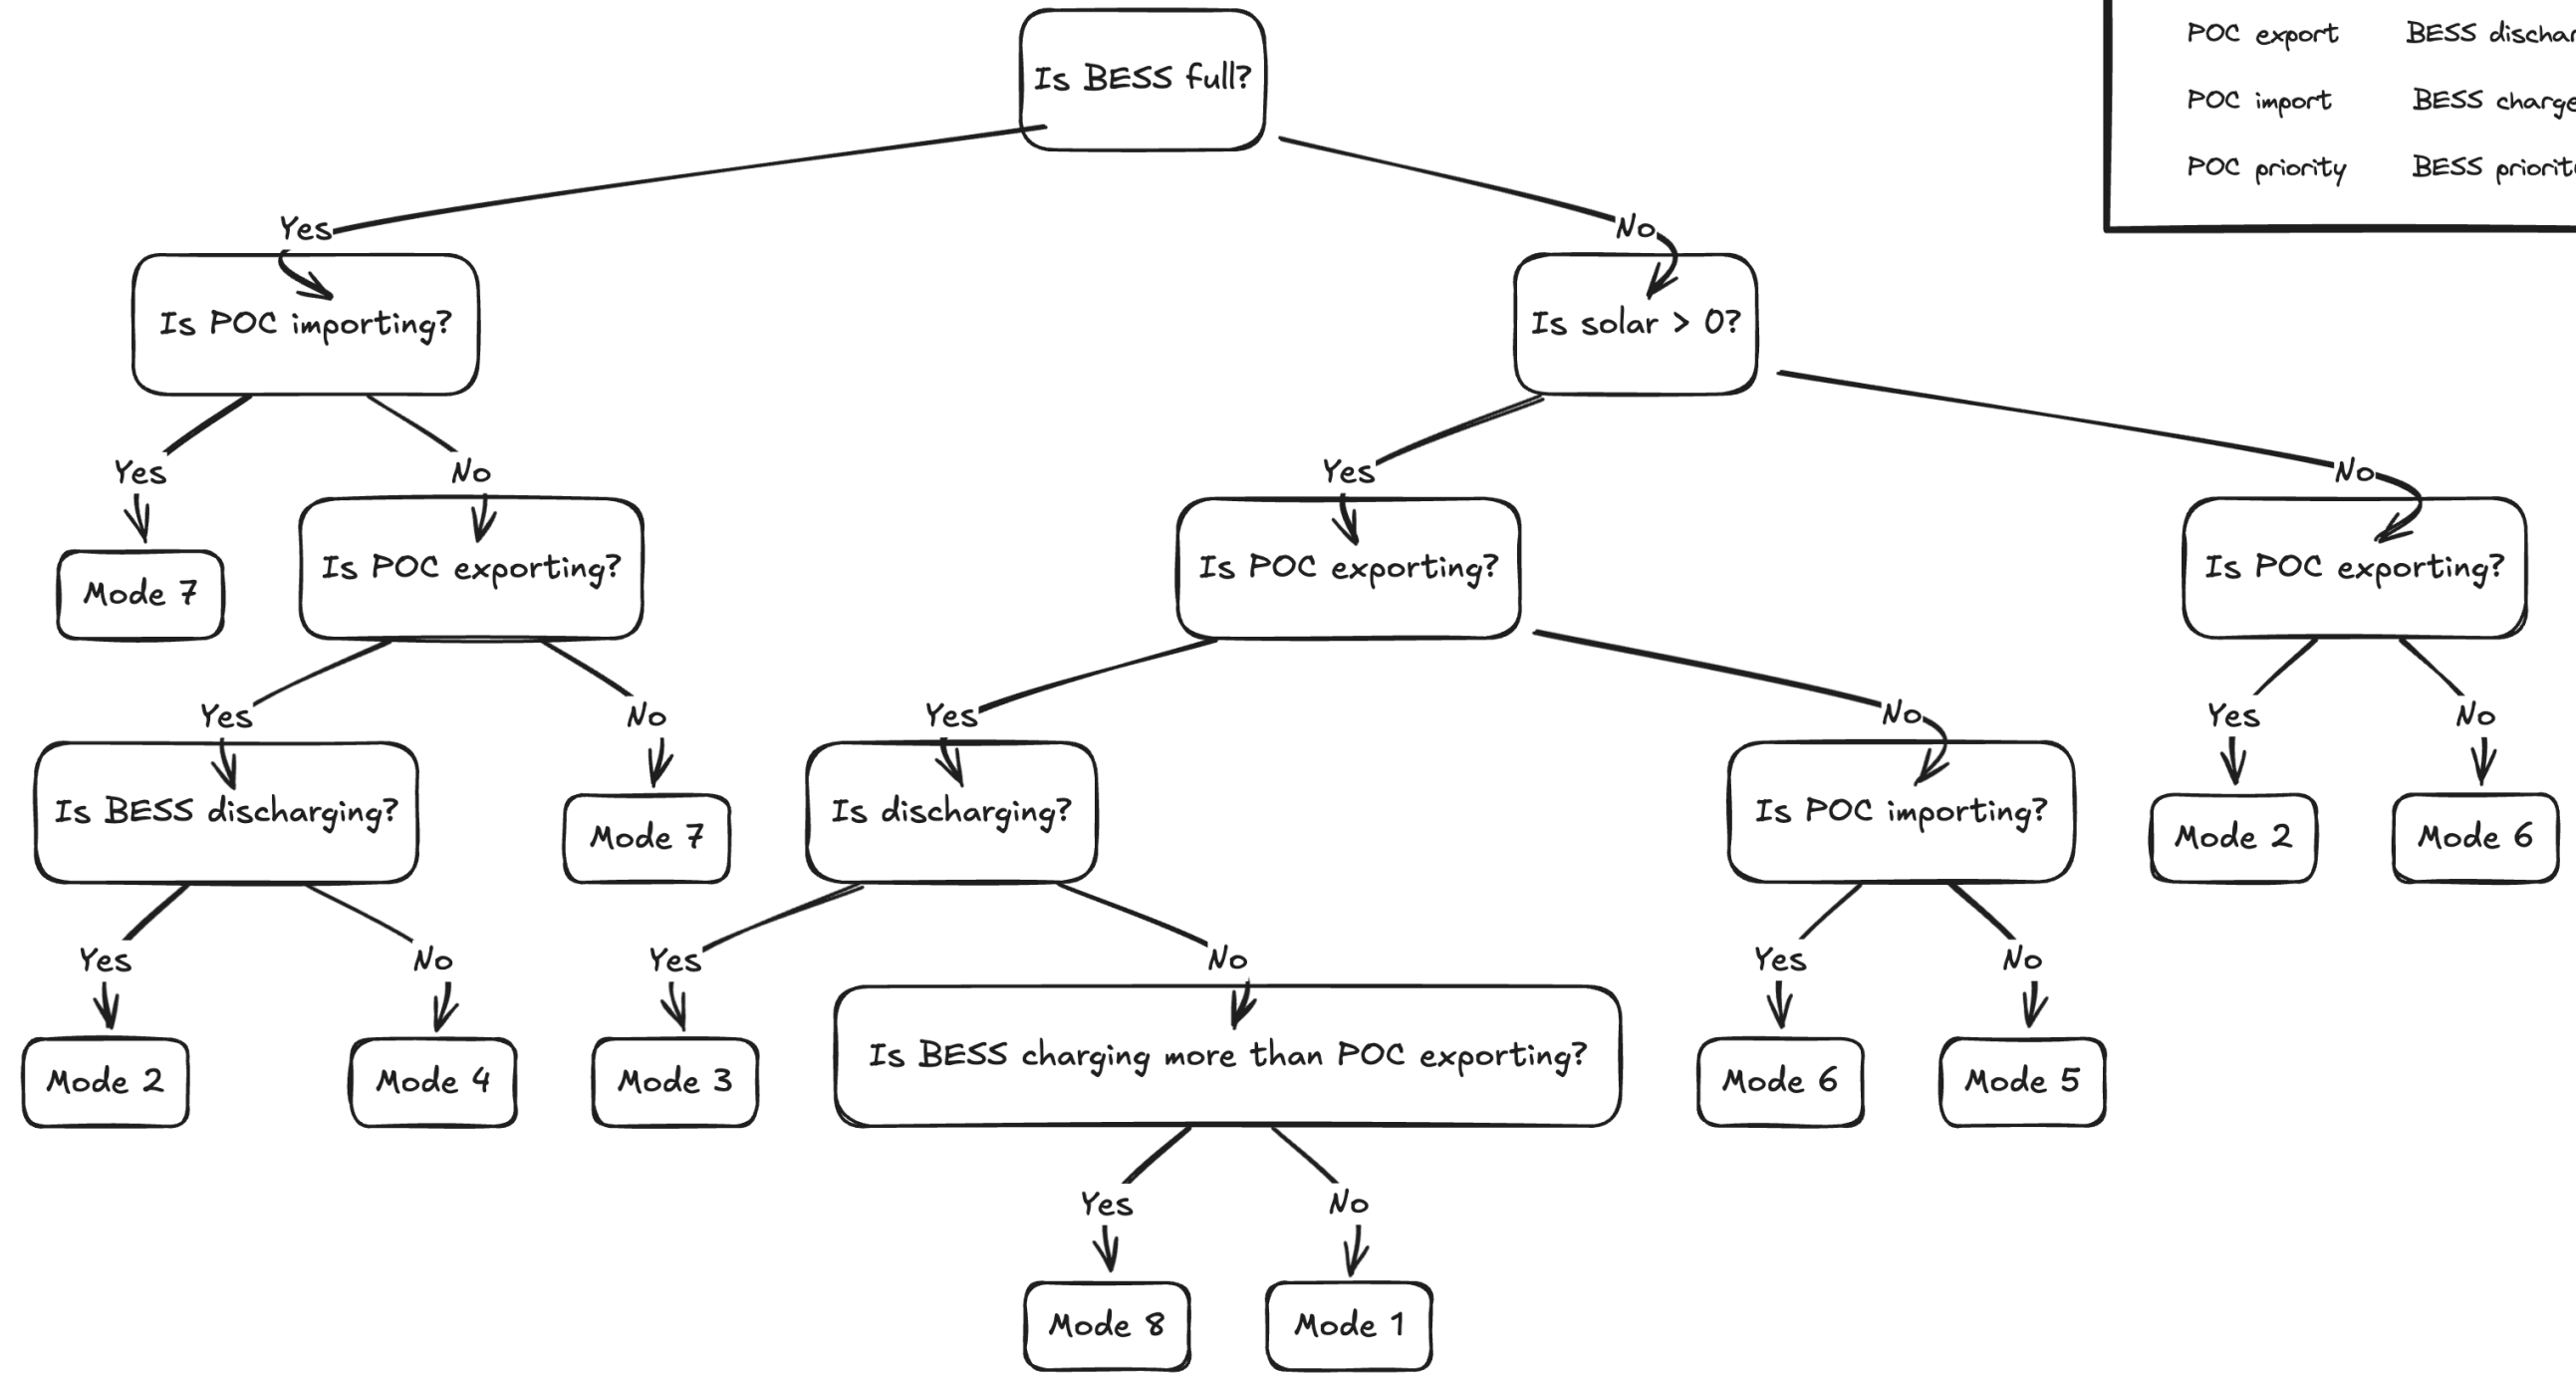 Is BESS full?
POC export
POC import
BESS charge
POC priority
Yes
No
Is POC importing?
Is solar > 0?
Yes
No
Yes
No
Mode 7
Is POC exporting?
Is POC exporting?
Is POC exporting?
Yes
No
Yes
No
Yes
No
Is BESS discharging?
Mode 7
Is discharging?
Is POC importing?
Mode 2
Mode 6
Yes
No
Yes
No
Yes
No
Mode 2
Mode 4
Mode 3
Is BESS charging more than POC exporting?
Mode 6
Mode 5
Yes
No
Mode 8
Mode 1